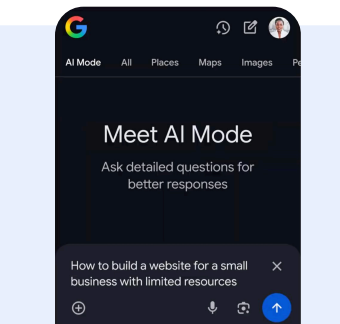 AI Mode All Places Maps Images Pe
Meet AI Mode
Ask detailed questions for
better responses
How to build a website for a small
business with limited resources